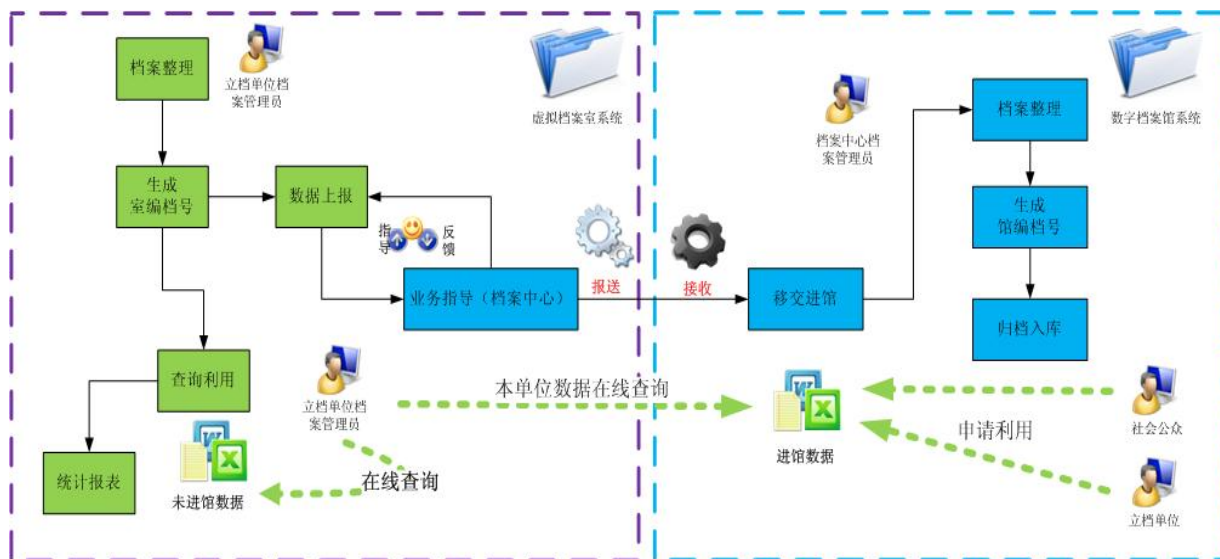 档案整理
立档单位档
案管理员
虚拟档案室系统
生成
室编档号
数据上报
指导
反馈
业务指导（档案中心）
报送
查询利用
统计报表
未进馆数据
立档单位档
案管理员
在线查询
本单位数据在线查询
档案中心档
案管理员
档案整理
数字档案馆系统
生成
馆编档号
接收
移交进馆
归档入库
进馆数据
申请利用
社会公众
立档单位